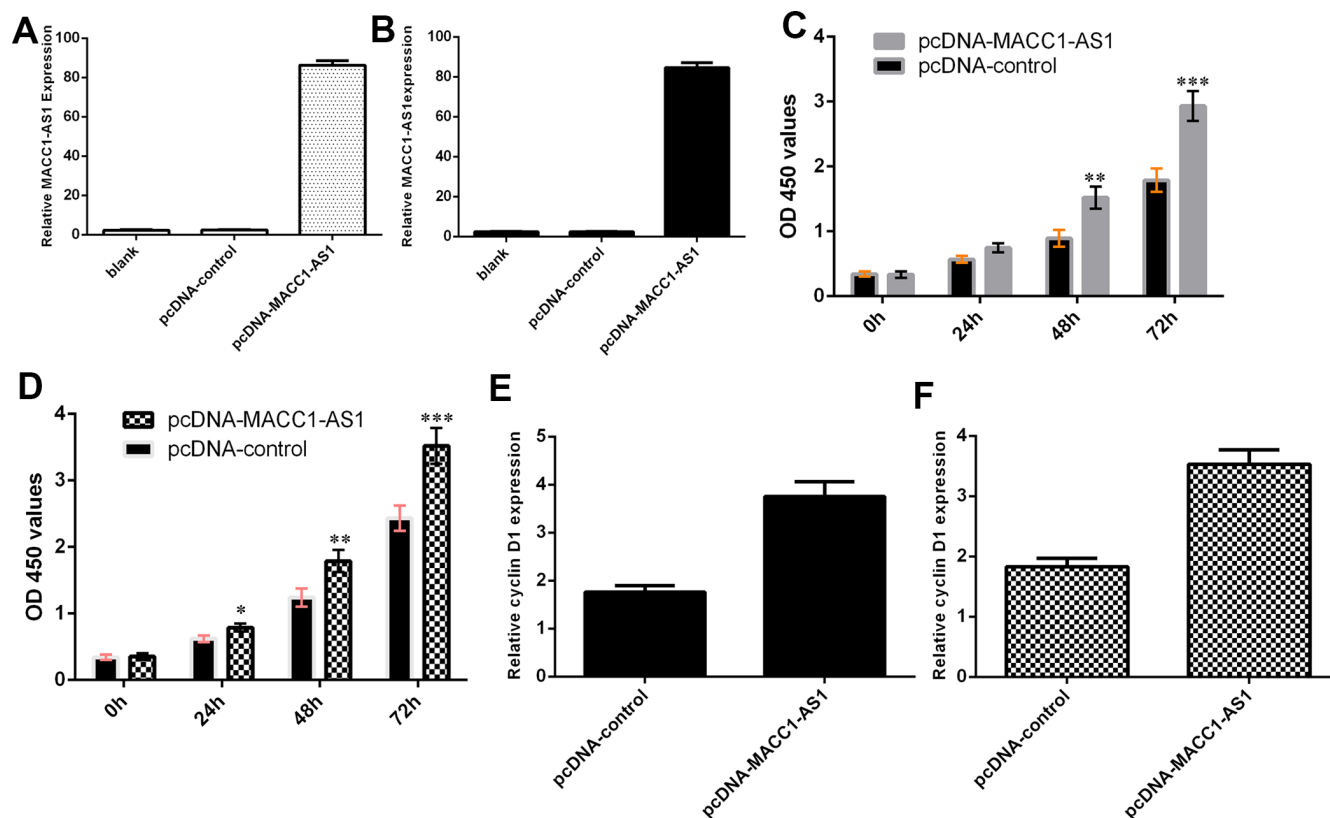 A
Relative MACC1-AS1 Expression
100
80
60
40
20
0
blank
pcDNA-control
pcDNA-MACC1-AS1
B
Relative MACC1-AS1expression
100
80
60
40
20
0
blank
pcDNA-control
pcDNA-MACC1-AS1
C
pcDNA-MACC1-AS1
pcDNA-control
OD 450 values
4
3
2
1
0
**
***
0h
24h
48h
72h
D
pcDNA-MACC1-AS1
pcDNA-control
OD 450 values
4
3
2
1
0
*
**
***
0h
24h
48h
72h
E
Relative cyclin D1 expression
5
4
3
2
1
0
pcDNA-control
pcDNA-MACC1-AS1
F
Relative cyclin D1 expression
4
3
2
1
0
pcDNA-control
pcDNA-MACC1-AS1